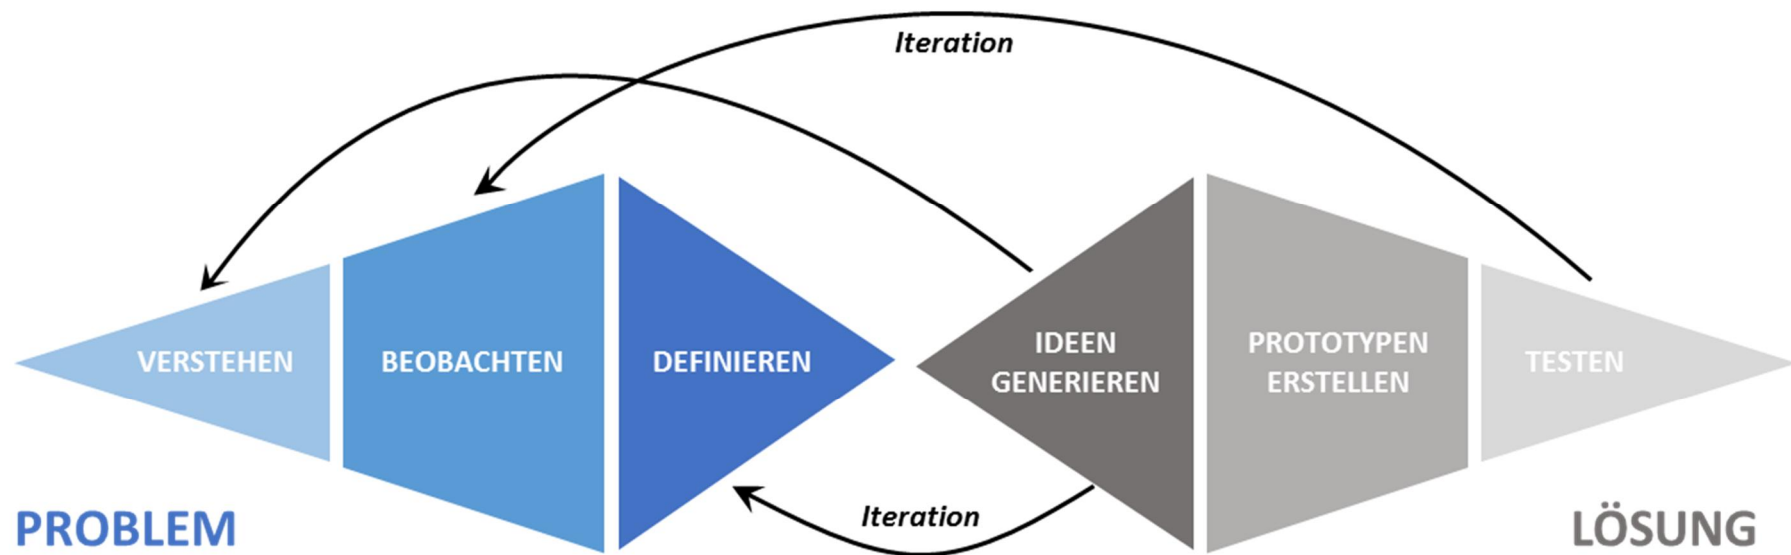 Iteration
VERSTEHEN
BEOBACHTEN
DEFINIEREN
IDEEN
GENERIEREN
PROTOTYPEN
ERSTELLEN
TESTEN
Iteration
PROBLEM
LÖSUNG